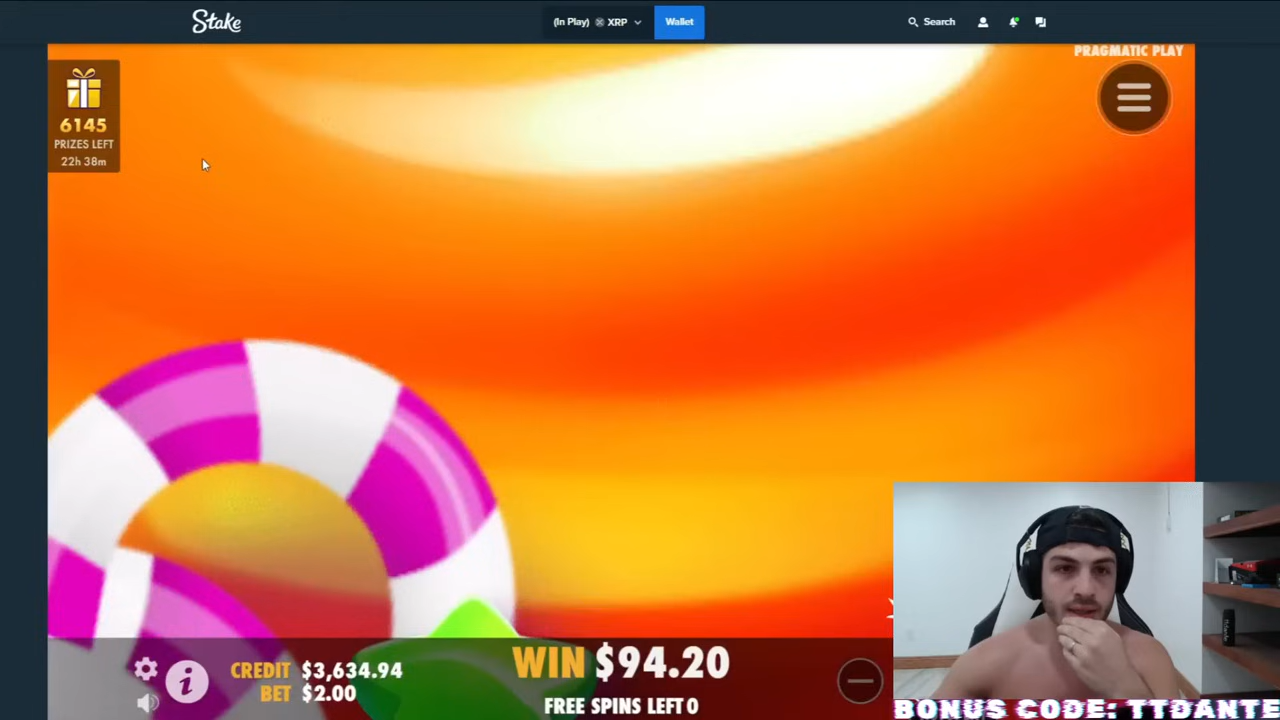 Stake
(In Play) XRP
Wallet
Search
PRAGMATIC PLAY
6145
PRIZES LEFT
22h 38m
CREDIT $3,634.94
BET $2.00
WIN $94.20
FREE SPINS LEFT 0
BONUS CODE: TTDANTE